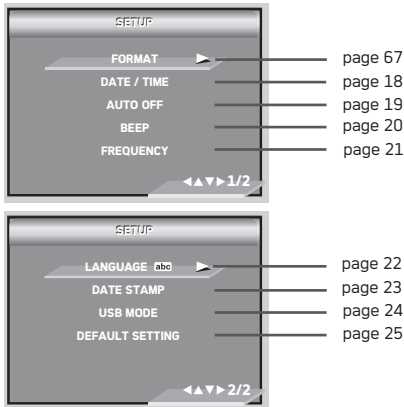 SETUP
FORMAT ▶ page 67
DATE / TIME page 18
AUTO OFF page 19
BEEP page 20
FREQUENCY page 21
◀▲▼▶1/2
SETUP
LANGUAGE abc ▶ page 22
DATE STAMP page 23
USB MODE page 24
DEFAULT SETTING page 25
◀▲▼▶2/2